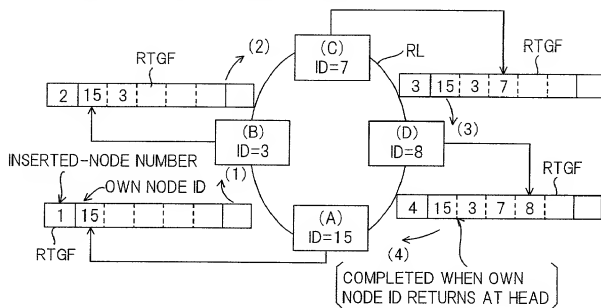 (C)
ID=7
RL
RTGF
(2)
2 15 3
RTGF
3 15 3 7
(3)
(B)
ID=3
(D)
ID=8
INSERTED-NODE NUMBER
OWN NODE ID
(1)
1 15
RTGF
RTGF
4 15 3 7 8
(A)
ID=15
(4)
COMPLETED WHEN OWN
NODE ID RETURNS AT HEAD